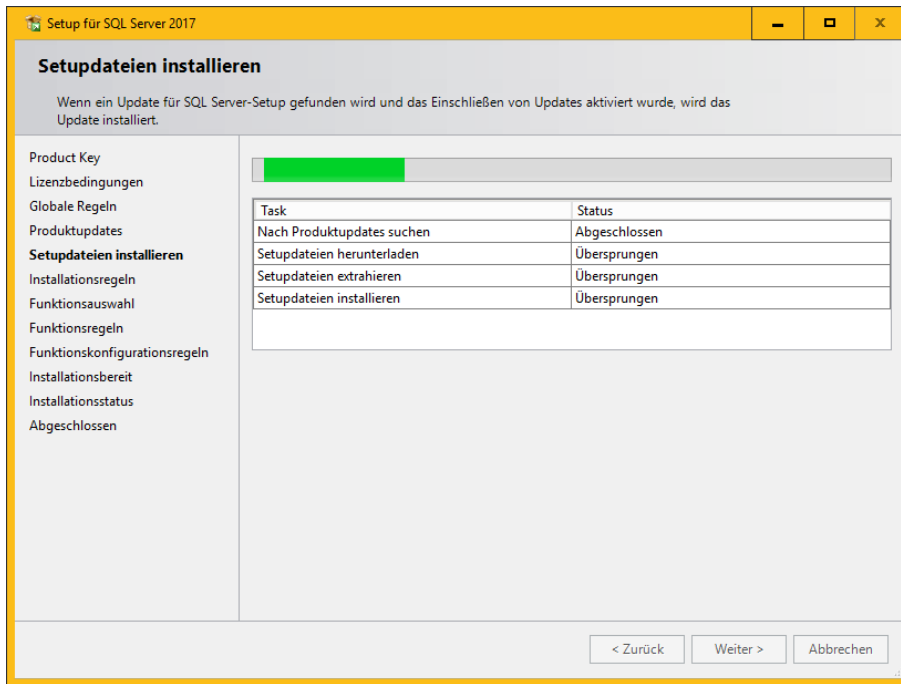 Setup für SQL Server 2017
Setupdateien installieren
Wenn ein Update für SQL Server-Setup gefunden wird und das Einschließen von Updates aktiviert wurde, wird das
Update installiert.
Product Key
Lizenzbedingungen
Globale Regeln
Produktupdates
Setupdateien installieren
Installationsregeln
Funktionsauswahl
Funktionsregeln
Funktionskonfigurationsregeln
Installationsbereit
Installationsstatus
Abgeschlossen
Task Status
Nach Produktupdates suchen Abgeschlossen
Setupdateien herunterladen Übersprungen
Setupdateien extrahieren Übersprungen
Setupdateien installieren Übersprungen
< Zurück Weiter > Abbrechen